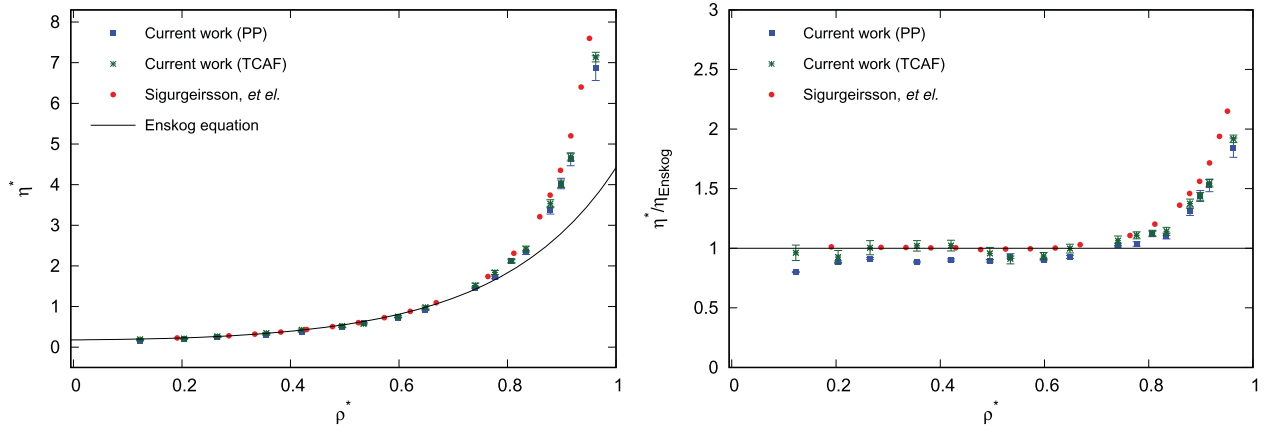 8
7
6
5
4
3
2
1
0
η*
Current work (PP)
Current work (TCAF)
Sigurgeirsson, et el.
Enskog equation
0 0.2 0.4 0.6 0.8 1
ρ*
3
2.5
2
1.5
1
0.5
0
η*/ηEnskog
Current work (PP)
Current work (TCAF)
Sigurgeirsson, et el.
0 0.2 0.4 0.6 0.8 1
ρ*